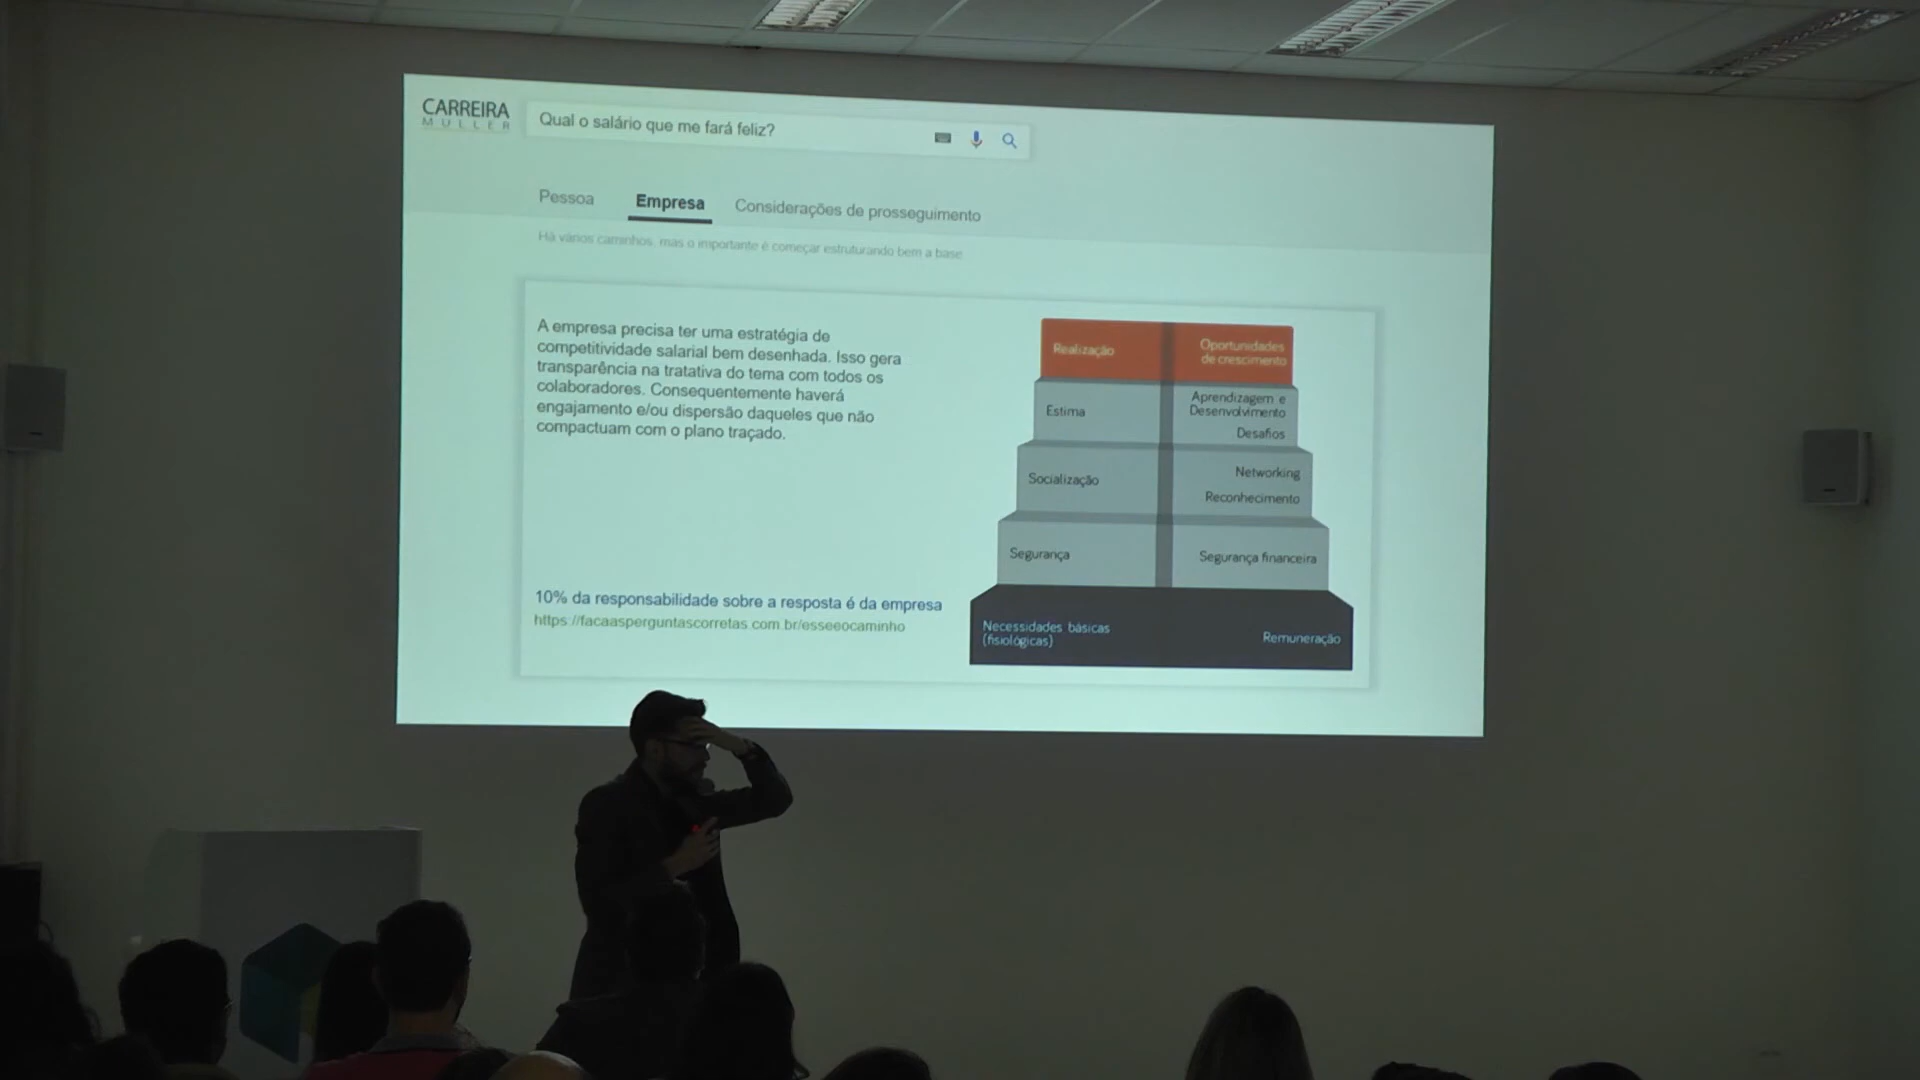 CARREIRA
MULLER
Qual o salário que me fará feliz?
Pessoa
Empresa
Considerações de prosseguimento
Há vários caminhos, mas o importante é começar estruturando bem a base
A empresa precisa ter uma estratégia de
competitividade salarial bem desenhada. Isso gera
transparência na tratativa do tema com todos os
colaboradores. Consequentemente haverá
engajamento e/ou dispersão daqueles que não
compactuam com o plano traçado.
10% da responsabilidade sobre a resposta é da empresa
https://facaasperguntascorretas.com.br/esseeocaminho
Realização
Oportunidades
de crescimento
Estima
Aprendizagem e
Desenvolvimento
Desafios
Socialização
Networking
Reconhecimento
Segurança
Segurança financeira
Necessidades básicas
(fisiológicas)
Remuneração